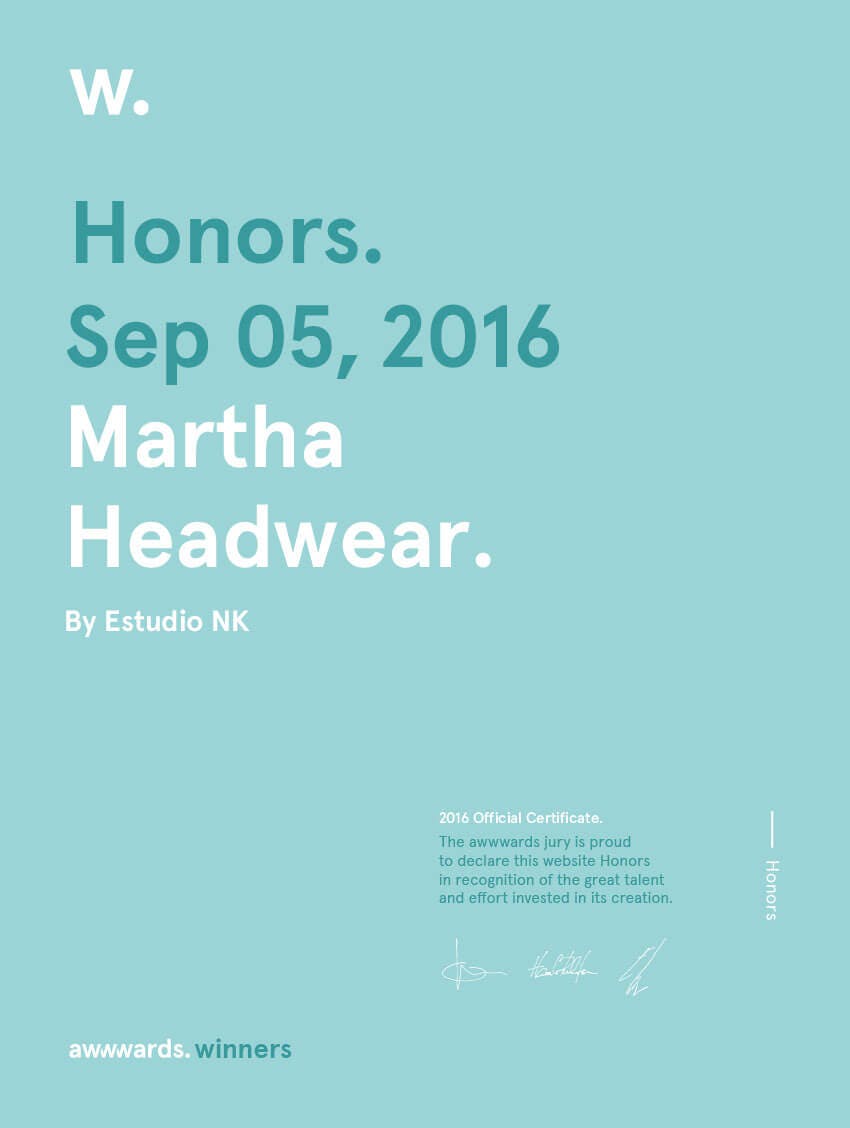 w.
Honors.
Sep 05, 2016
Martha
Headwear.
By Estudio NK
2016 Official Certificate.
The awwwards jury is proud
to declare this website Honors
in recognition of the great talent
and effort invested in its creation.
Honors
awwwards. winners